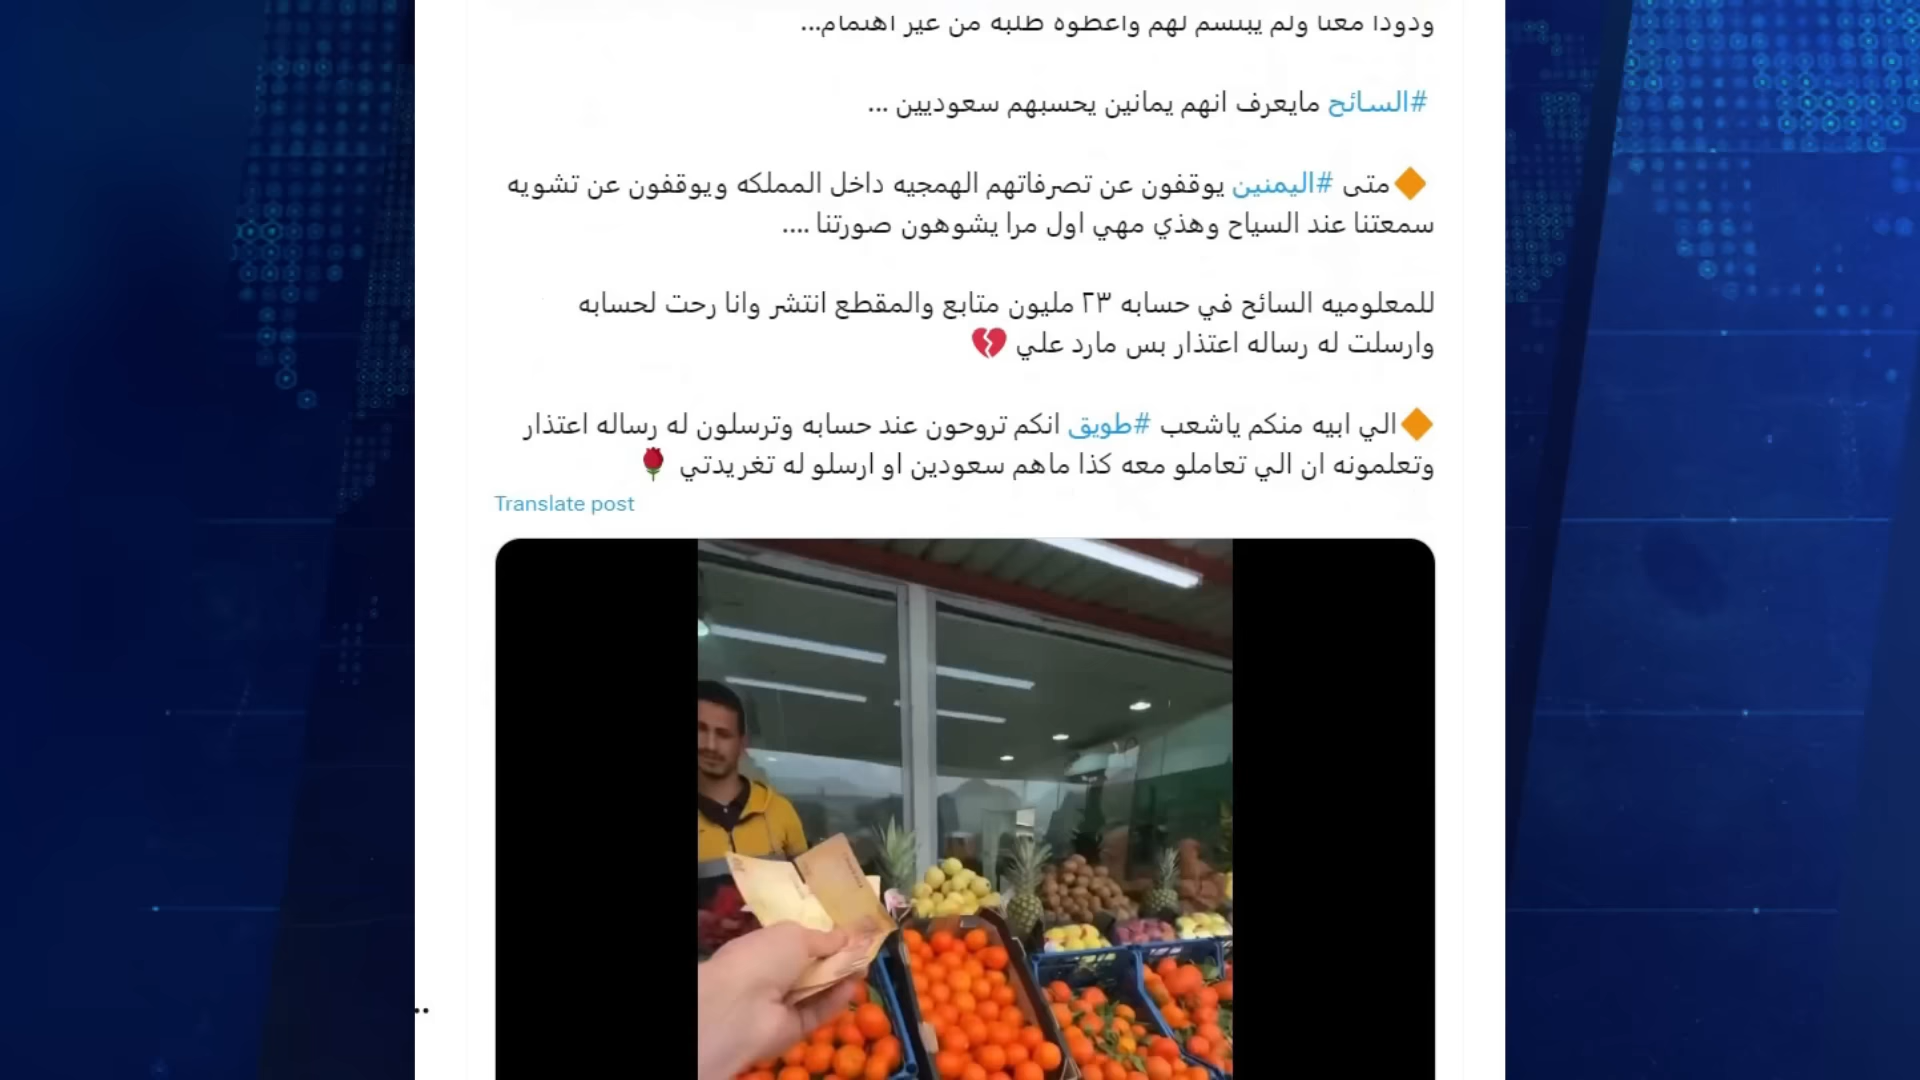 ودودا معنا ولم يبتسم لهم واعطوه طلبه من غير اهتمام...
#السائح مايعرف انهم يمانين يحسبهم سعوديين ...
🔶متى #اليمنين يوقفون عن تصرفاتهم الهمجيه داخل المملكه ويوقفون عن تشويه
سمعتنا عند السياح وهذي مهي اول مرا يشوهون صورتنا ....
للمعلوميه السائح في حسابه ٢٣ مليون متابع والمقطع انتشر وانا رحت لحسابه
وارسلت له رساله اعتذار بس مارد علي 💔
🔶الي ابيه منكم ياشعب #طويق انكم تروحون عند حسابه وترسلون له رساله اعتذار
وتعلمونه ان الي تعاملو معه كذا ماهم سعودين او ارسلو له تغريدتي 🌹
Translate post